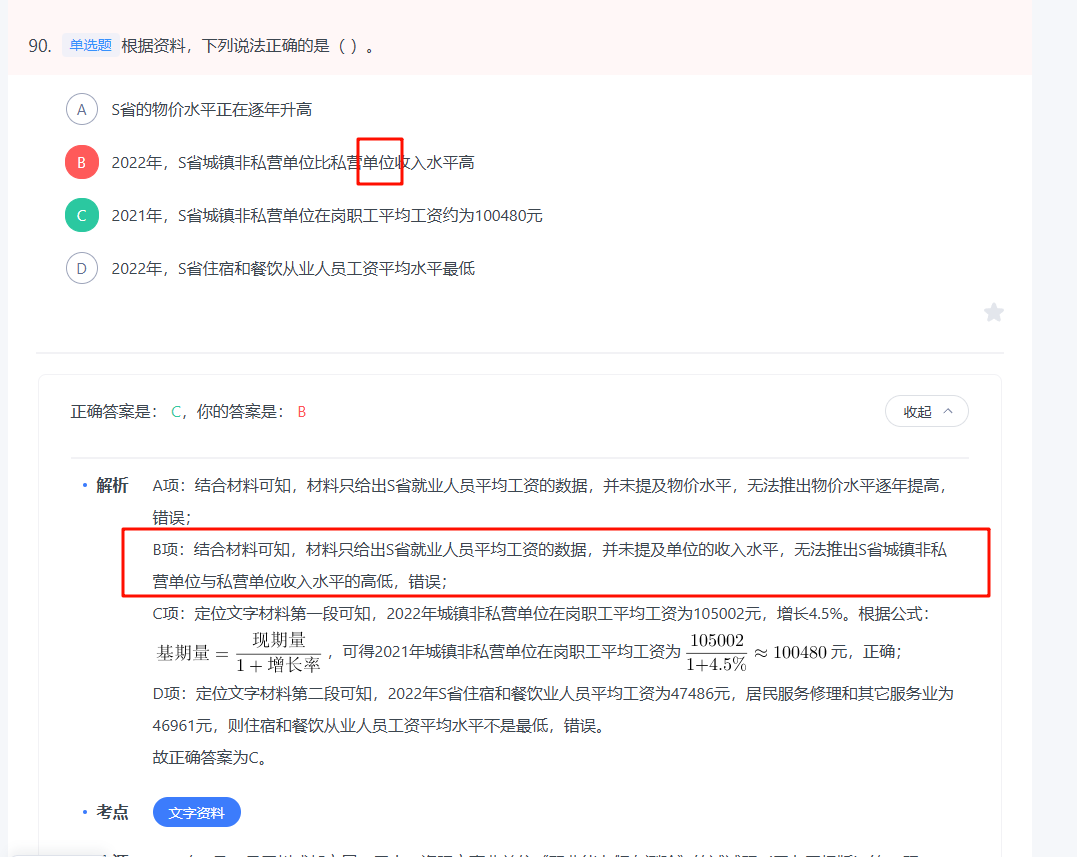 90. 单选题 根据资料，下列说法正确的是（ ）。
A S省的物价水平正在逐年升高
B 2022年，S省城镇非私营单位比私营单位收入水平高
C 2021年，S省城镇非私营单位在岗职工平均工资约为100480元
D 2022年，S省住宿和餐饮从业人员工资平均水平最低
正确答案是： C，你的答案是： B
收起
解析 A项：结合材料可知，材料只给出S省就业人员平均工资的数据，并未提及物价水平，无法推出物价水平逐年提高，
错误；
B项：结合材料可知，材料只给出S省就业人员平均工资的数据，并未提及单位的收入水平，无法推出S省城镇非私
营单位与私营单位收入水平的高低，错误；
C项：定位文字材料第一段可知，2022年城镇非私营单位在岗职工平均工资为105002元，增长4.5%。根据公式：
基期量 = 现期量 / 1 + 增长率 ，可得2021年城镇非私营单位在岗职工平均工资为 105002 / 1+4.5% ≈ 100480 元，正确；
D项：定位文字材料第二段可知，2022年S省住宿和餐饮业人员平均工资为47486元，居民服务修理和其它服务业为
46961元，则住宿和餐饮从业人员工资平均水平不是最低，错误。
故正确答案为C。
考点 文字资料